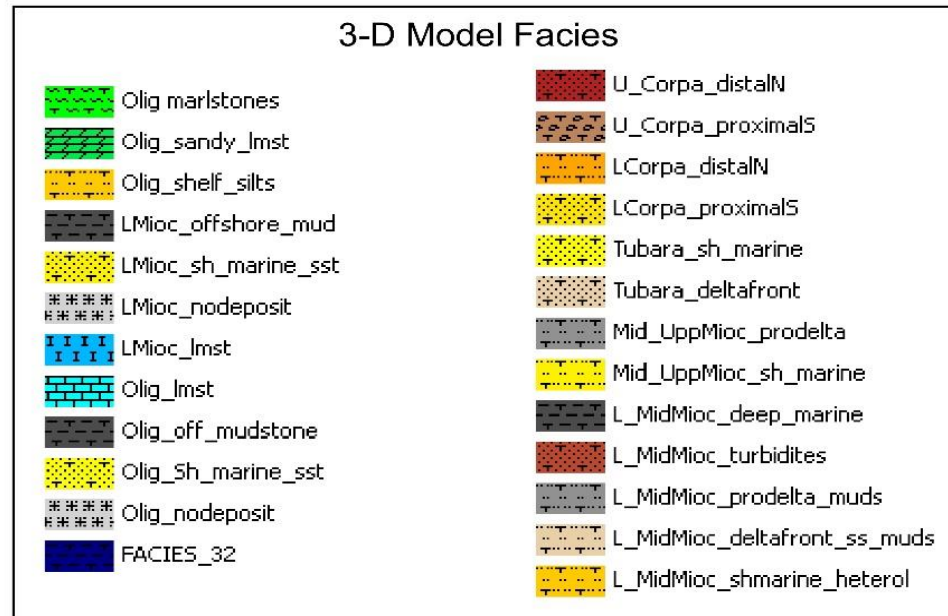 3-D Model Facies
Olig marlstones
Olig_sandy_lmst
Olig_shelf_silts
LMioc_offshore_mud
LMioc_sh_marine_sst
LMioc_nodeposit
LMioc_lmst
Olig_lmst
Olig_off_mudstone
Olig_Sh_marine_sst
Olig_nodeposit
FACIES_32
U_Corpa_distalN
U_Corpa_proximalS
LCorpa_distalN
LCorpa_proximalS
Tubara_sh_marine
Tubara_deltafront
Mid_UppMioc_prodelta
Mid_UppMioc_sh_marine
L_MidMioc_deep_marine
L_MidMioc_turbidites
L_MidMioc_prodelta_muds
L_MidMioc_deltafront_ss_muds
L_MidMioc_shmarine_heterol